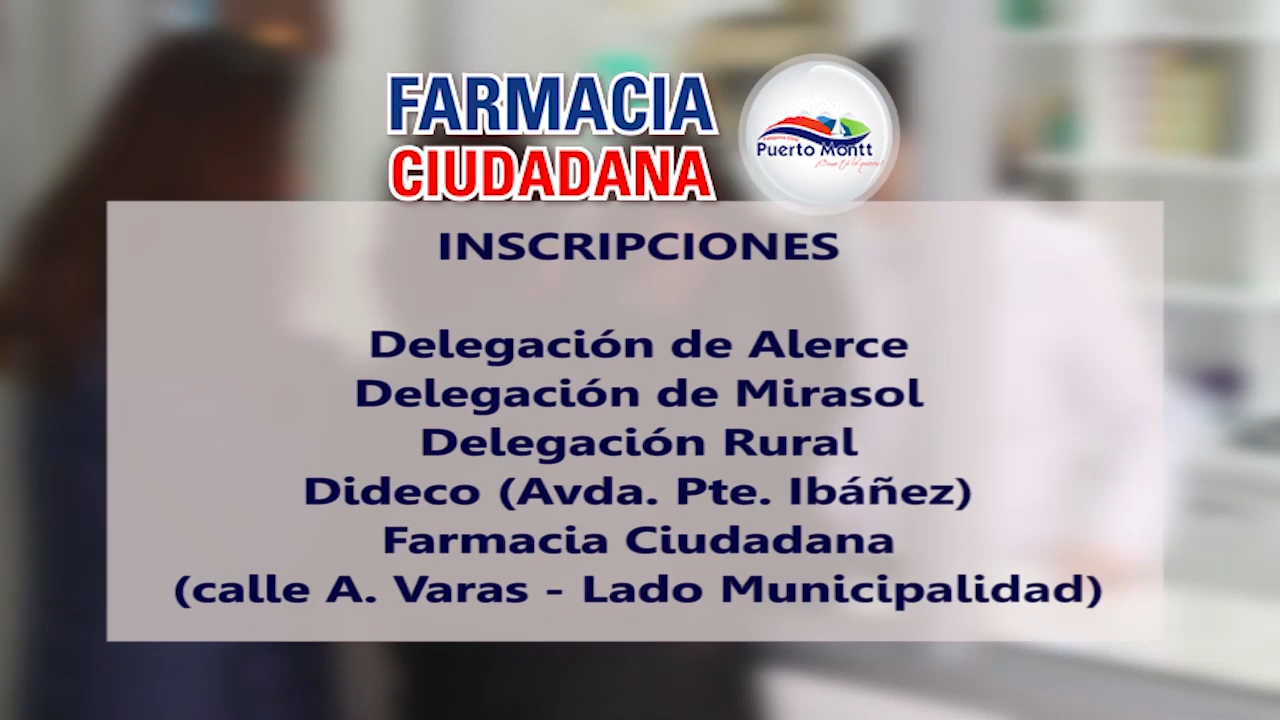 FARMACIA
CIUDADANA
Puerto Montt
INSCRIPCIONES
Delegación de Alerce
Delegación de Mirasol
Delegación Rural
Dideco (Avda. Pte. Ibáñez)
Farmacia Ciudadana
(calle A. Varas - Lado Municipalidad)